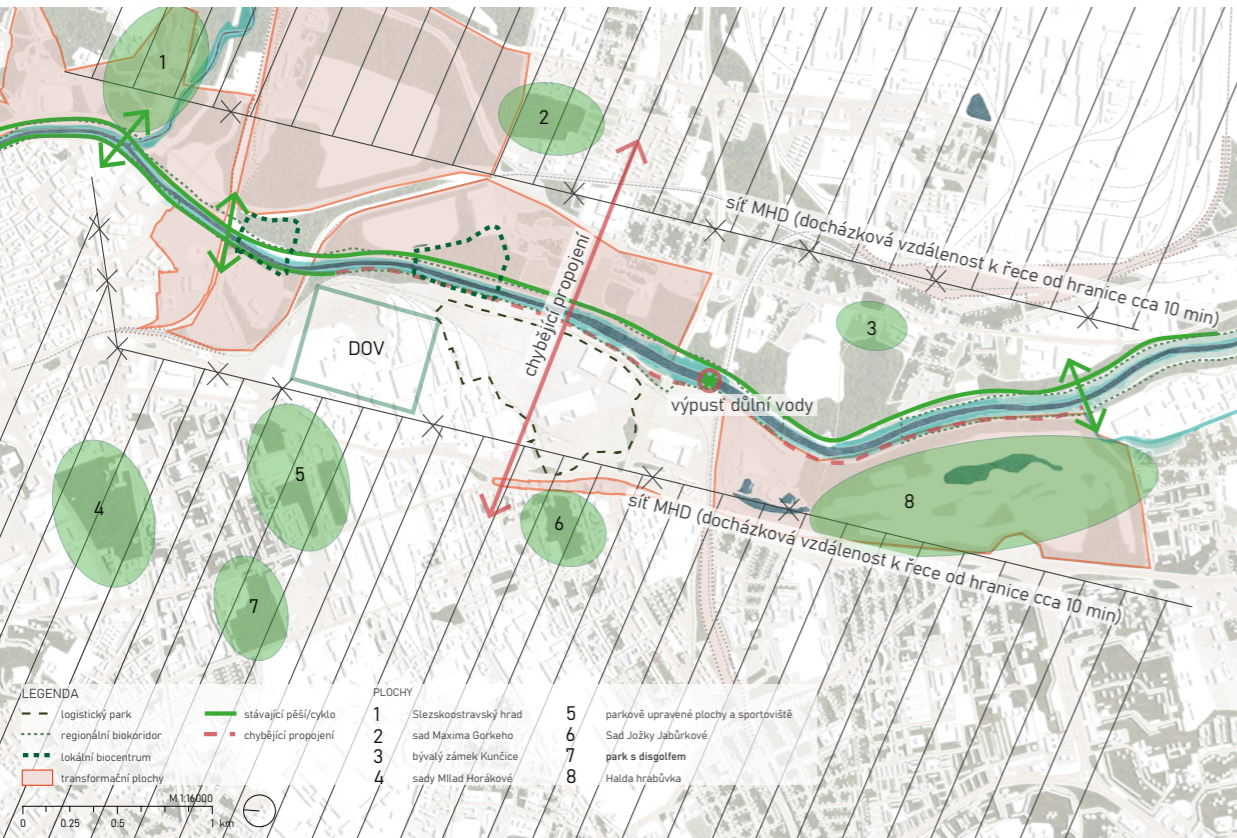 1
2
síť MHD (docházková vzdálenost k řece od hranice cca 10 min)
chybějící propojení
3
DOV
výpusť důlní vody
5
4
8
6
síť MHD (docházková vzdálenost k řece od hranice cca 10 min)
7
LEGENDA
logistický park
regionální biokoridor
lokální biocentrum
transformační plochy
stávající pěší/cyklo
chybějící propojení
M 1:16000
0 0.25 0.5 1 km
PLOCHY
1 Slezskoostravský hrad
2 sad Maxima Gorkeho
3 bývalý zámek Kunčice
4 sady MIlad Horákové
5 parkově upravené plochy a sportoviště
6 Sad Jožky Jabůrkové
7 park s disgolfem
8 Halda hrabůvka